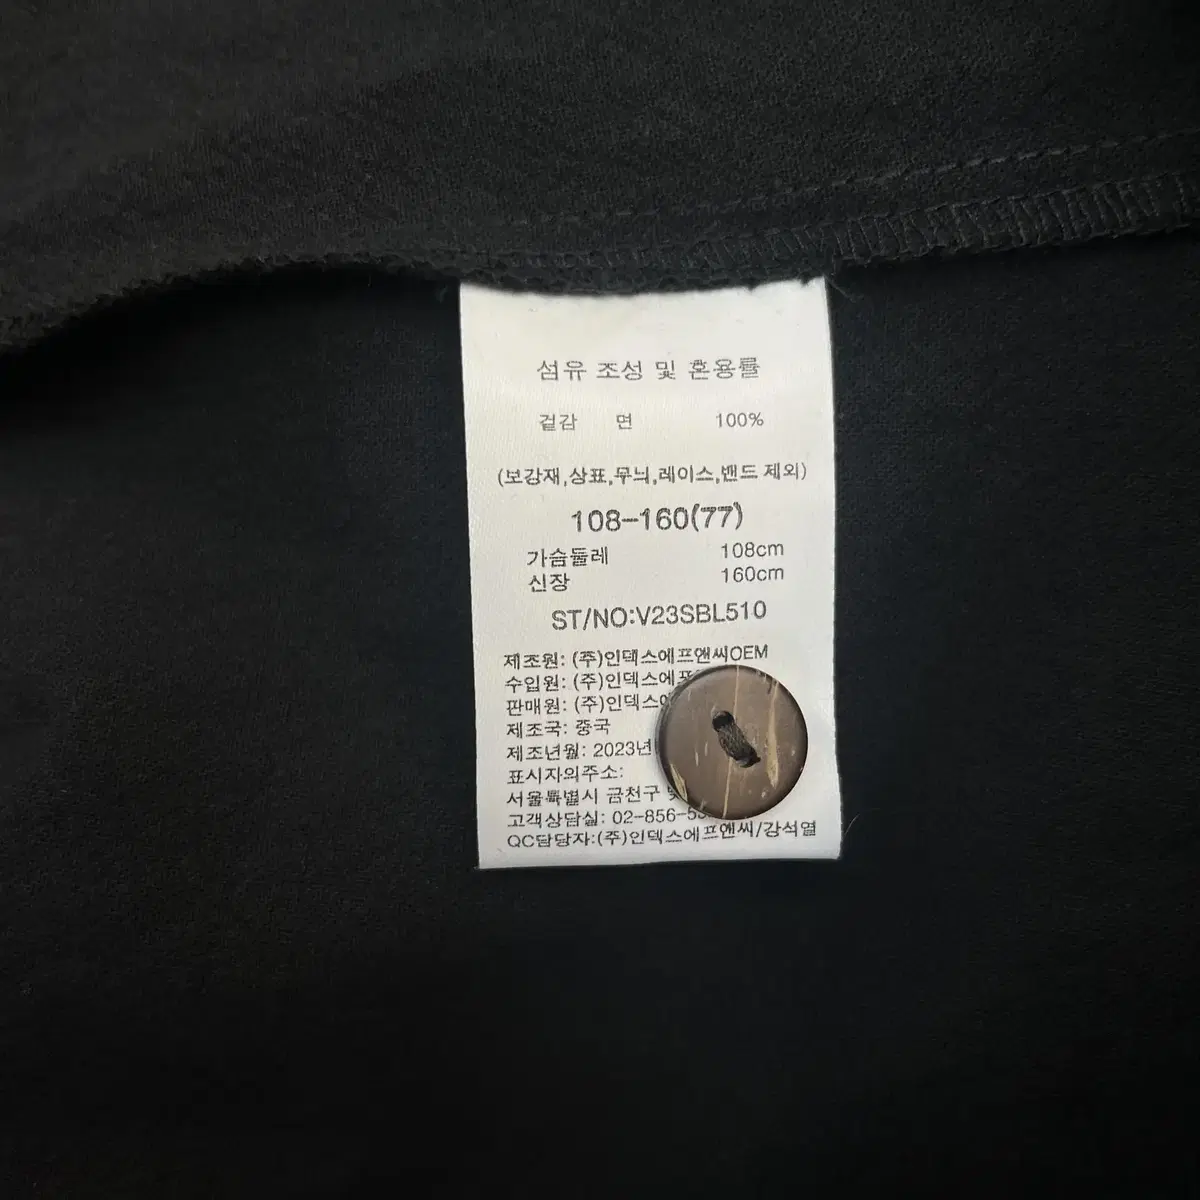 섬유 조성 및 혼용률
겉감 면 100%
(보강재,상표,무늬,레이스,밴드 제외)
108-160(77)
가슴둘레 108cm
신장 160cm
ST/NO:V23SBL510
제조원: (주)인덱스에프앤씨OEM
수입원: (주)인덱스에프
판매원: (주)인덱스
제조국: 중국
제조년월: 2023년
표시자의주소:
서울특별시 금천구
고객상담실: 02-856-5
QC담당자:(주)인덱스에프앤씨/강석열